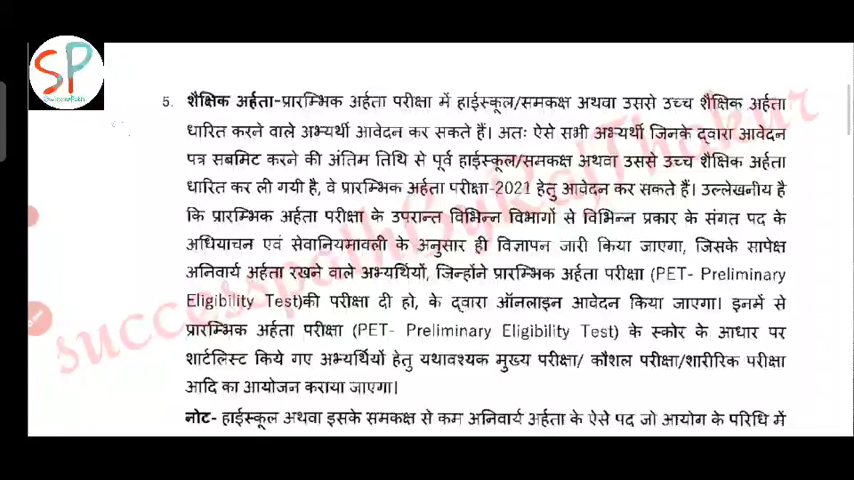 SP
SuccessPath
5. शैक्षिक अर्हता-प्रारम्भिक अर्हता परीक्षा में हाईस्कूल/समकक्ष अथवा उससे उच्च शैक्षिक अर्हता
धारित करने वाले अभ्यर्थी आवेदन कर सकते हैं। अतः ऐसे सभी अभ्यर्थी जिनके द्वारा आवेदन
पत्र सबमिट करने की अंतिम तिथि से पूर्व हाईस्कूल/समकक्ष अथवा उससे उच्च शैक्षिक अर्हता
धारित कर ली गयी है, वे प्रारम्भिक अर्हता परीक्षा-2021 हेतु आवेदन कर सकते हैं। उल्लेखनीय है
कि प्रारम्भिक अर्हता परीक्षा के उपरान्त विभिन्न विभागों से विभिन्न प्रकार के संगत पद के
अधियाचन एवं सेवानियमावली के अनुसार ही विज्ञापन जारी किया जाएगा, जिसके सापेक्ष
अनिवार्य अर्हता रखने वाले अभ्यर्थियों, जिन्होंने प्रारम्भिक अर्हता परीक्षा (PET- Preliminary
Eligibility Test)की परीक्षा दी हो, के द्वारा ऑनलाइन आवेदन किया जाएगा। इनमें से
प्रारम्भिक अर्हता परीक्षा (PET- Preliminary Eligibility Test) के स्कोर के आधार पर
शार्टलिस्ट किये गए अभ्यर्थियों हेतु यथावश्यक मुख्य परीक्षा/ कौशल परीक्षा/शारीरिक परीक्षा
आदि का आयोजन कराया जाएगा।
नोट- हाईस्कूल अथवा इसके समकक्ष से कम अनिवार्य अर्हता के ऐसे पद जो आयोग के परिधि में
successpathByRajThakur